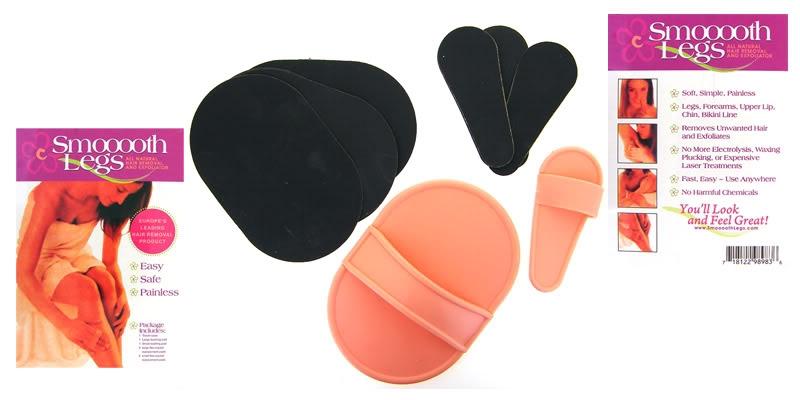 Smooooth
Legs
ALL NATURAL
HAIR REMOVAL
AND EXFOLIATOR
EUROPE'S
LEADING
HAIR REMOVAL
PRODUCT
Easy
Safe
Painless
Package
Includes:
Smooooth
Legs
ALL NATURAL
HAIR REMOVAL
AND EXFOLIATOR
Soft, Simple, Painless
Legs, Forearms, Upper Lip,
Chin, Bikini Line
Removes Unwanted Hair
and Exfoliates
No More Electrolysis, Waxing
Plucking, or Expensive
Laser Treatments
Fast, Easy – Use Anywhere
No Harmful Chemicals
You'll Look
and Feel Great!
www.SmoooothLegs.com
7 18122 98983 6